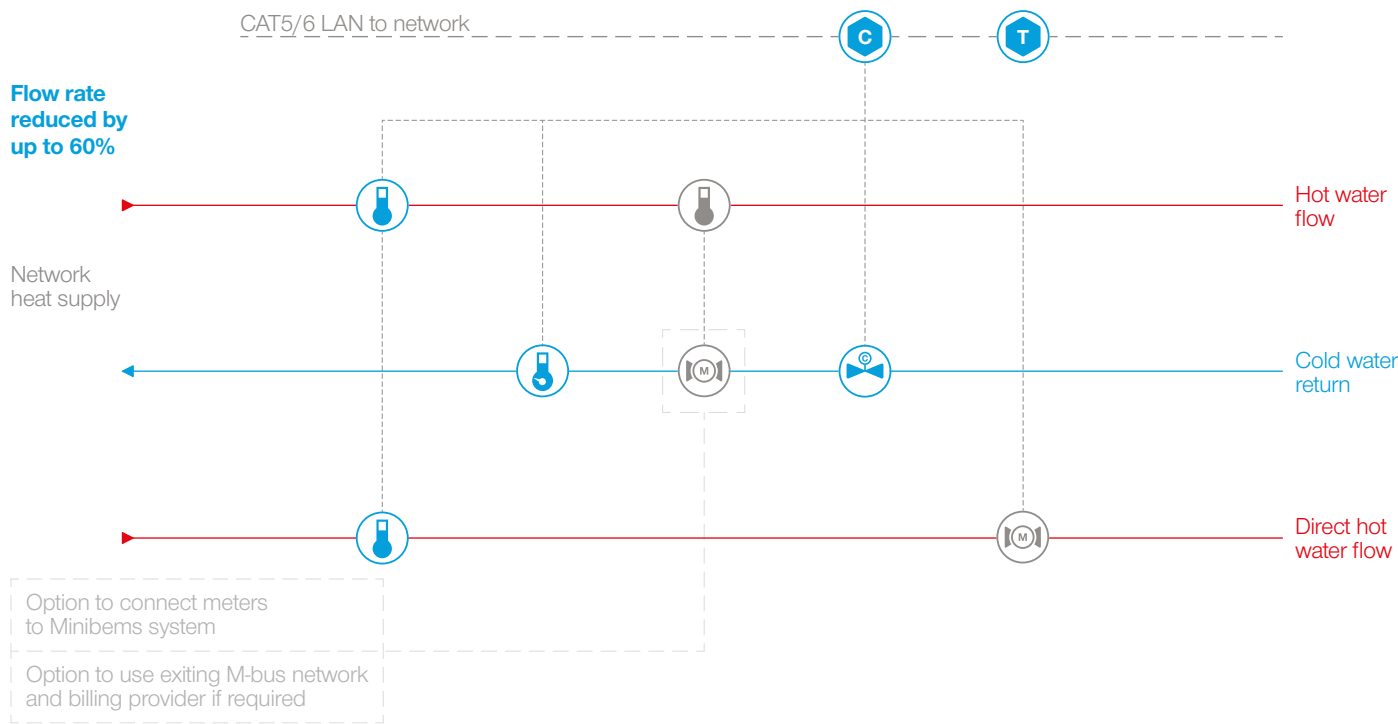 CAT5/6 LAN to network
C
T
Flow rate
reduced by
up to 60%
Hot water
flow
Network
heat supply
M
C
Cold water
return
M
Direct hot
water flow
Option to connect meters
to Minibems system
Option to use exiting M-bus network
and billing provider if required